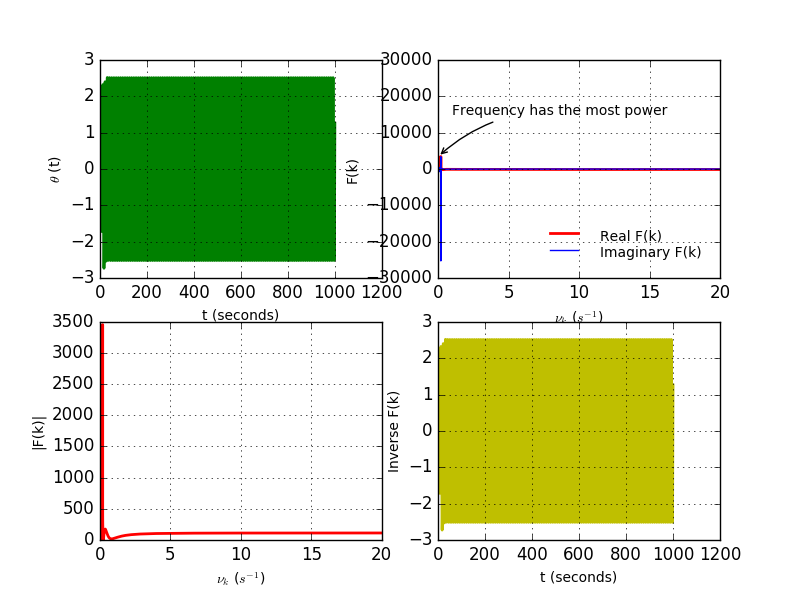 3
2
1
0
−1
−2
−3
θ (t)
0 200 400 600 800 1000 1200
t (seconds)
30000
20000
10000
0
−10000
−20000
−30000
F(k)
Frequency has the most power
Real F(k)
Imaginary F(k)
0 5 10 15 20
ν_k (s⁻¹)
3500
3000
2500
2000
1500
1000
500
0
|F(k)|
0 5 10 15 20
ν_k (s⁻¹)
3
2
1
0
−1
−2
−3
Inverse F(k)
0 200 400 600 800 1000 1200
t (seconds)